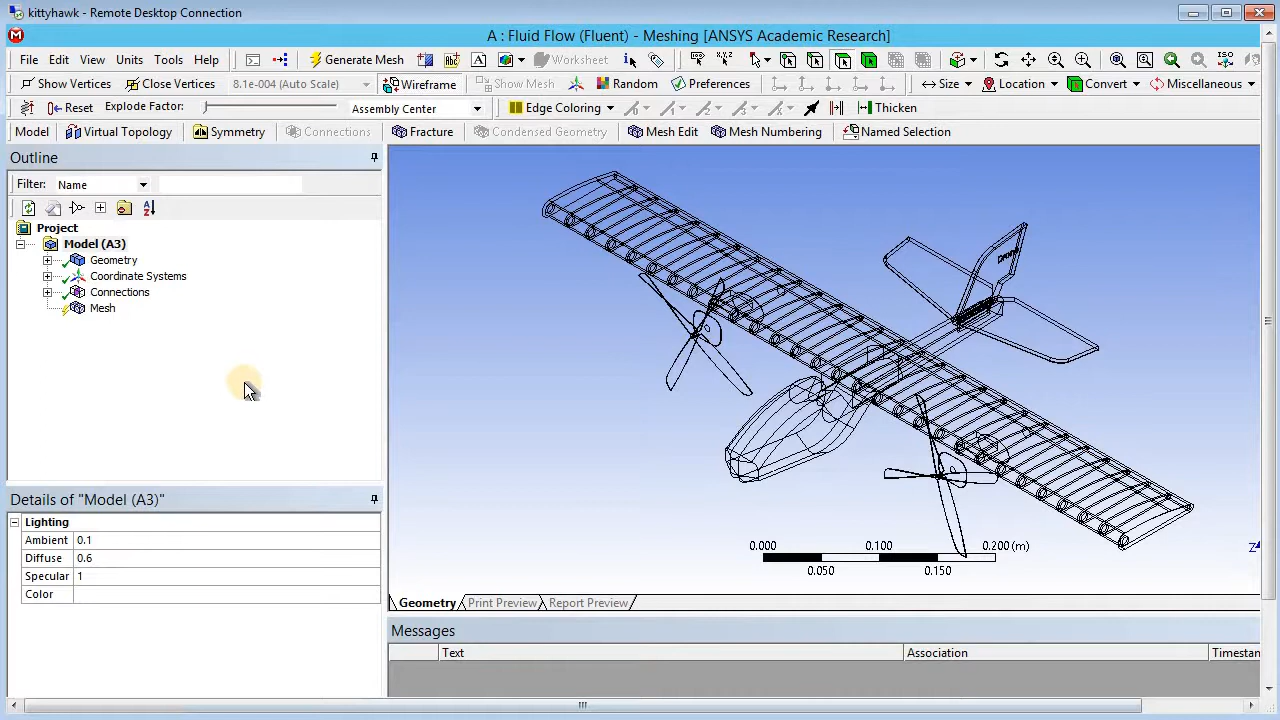 kittyhawk - Remote Desktop Connection
A : Fluid Flow (Fluent) - Meshing [ANSYS Academic Research]
File Edit View Units Tools Help Generate Mesh Worksheet
Show Vertices Close Vertices 8.1e-004 (Auto Scale) Wireframe Show Mesh Random Preferences Size Location Convert Miscellaneous
Reset Explode Factor: Assembly Center Edge Coloring Thicken
Model Virtual Topology Symmetry Connections Fracture Condensed Geometry Mesh Edit Mesh Numbering Named Selection
Outline
Filter: Name
Project
Model (A3)
Geometry
Coordinate Systems
Connections
Mesh
Details of "Model (A3)"
Lighting
Ambient 0.1
Diffuse 0.6
Specular 1
Color
0.000 0.100 0.200 (m)
0.050 0.150
Z
Geometry Print Preview Report Preview
Messages
Text Association Timestan